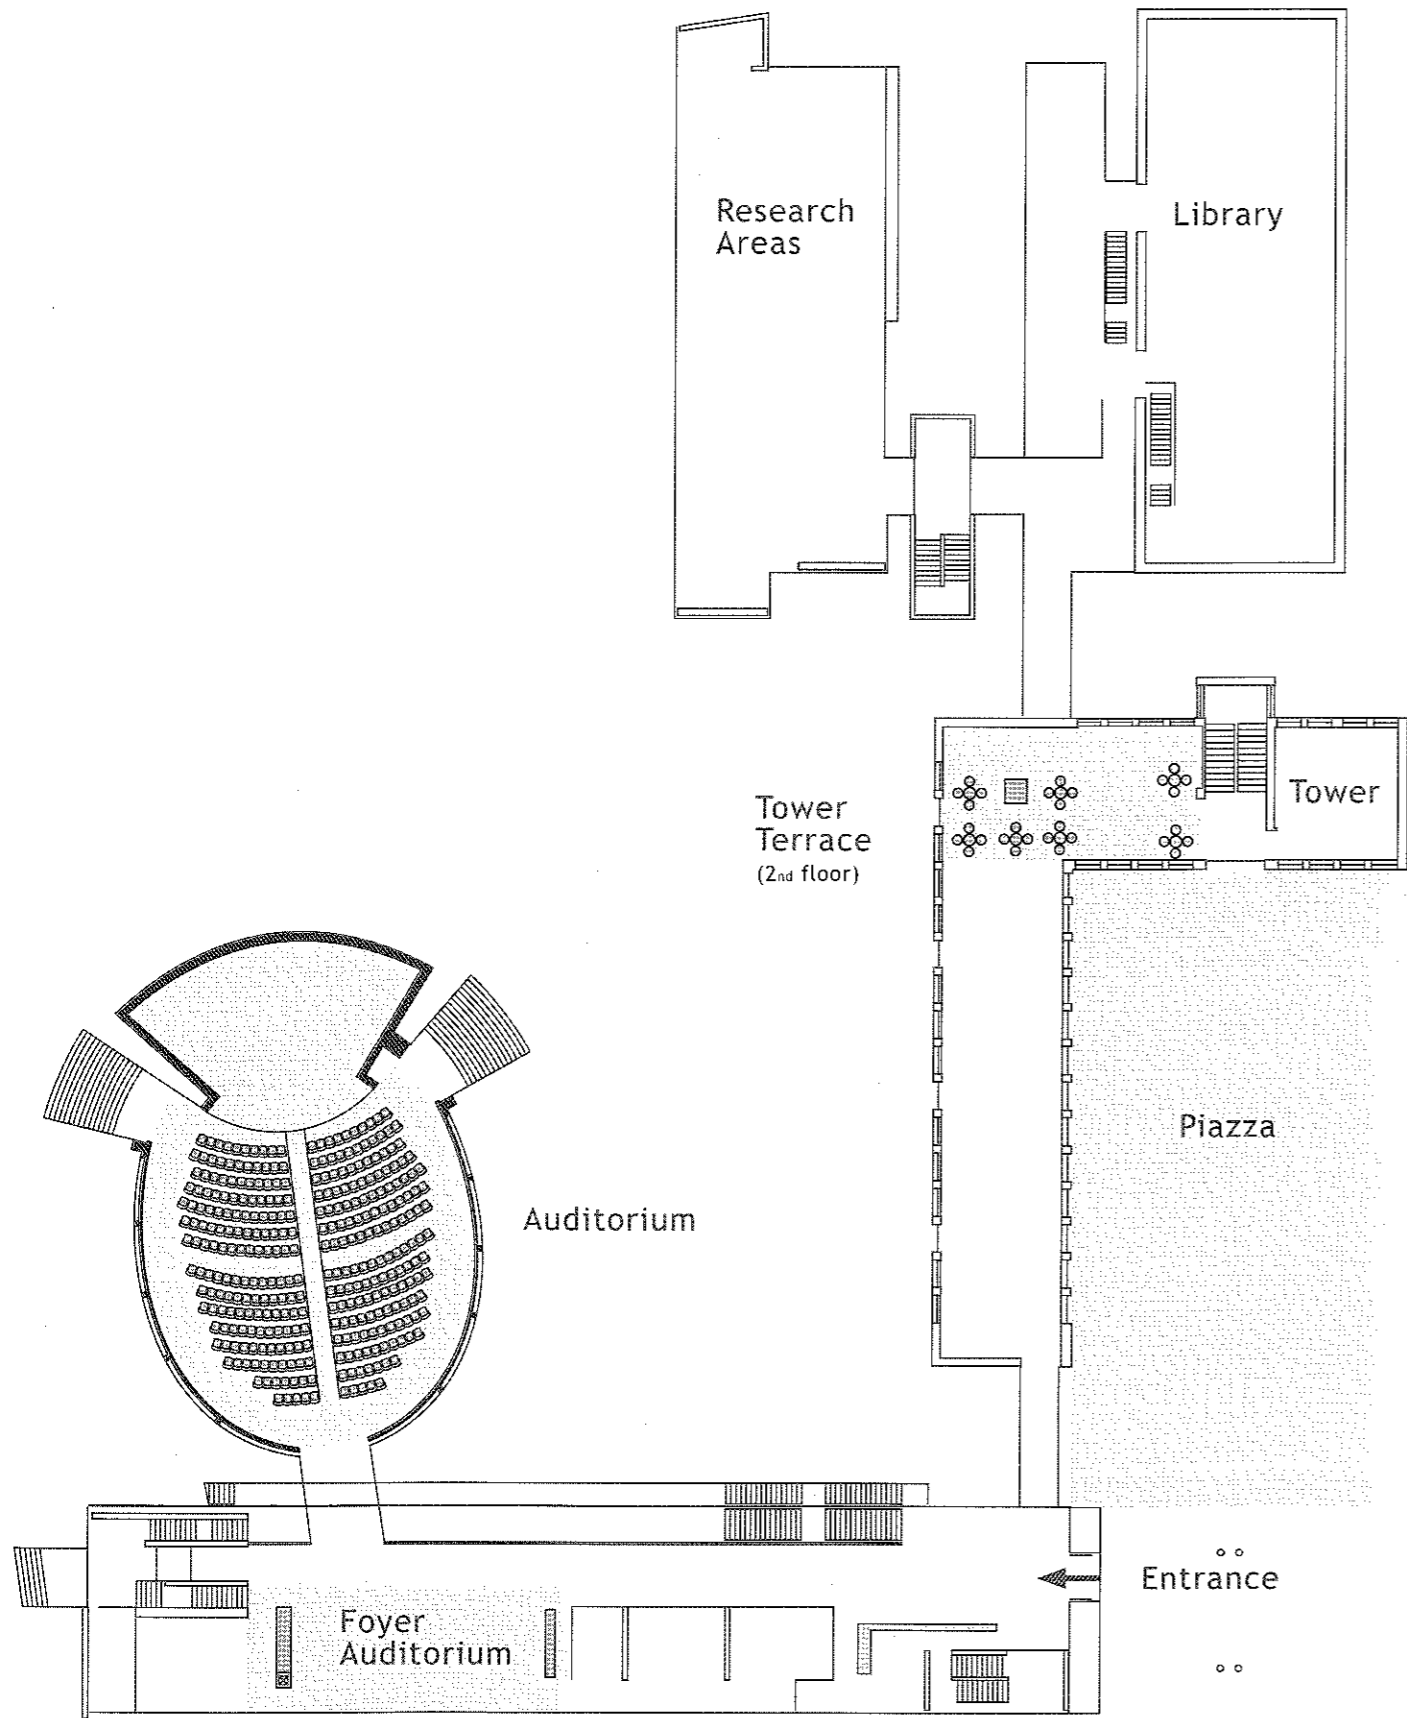 Research
Areas
Library
Tower
Tower
Terrace
(2nd floor)
Piazza
Auditorium
Entrance
Foyer
Auditorium